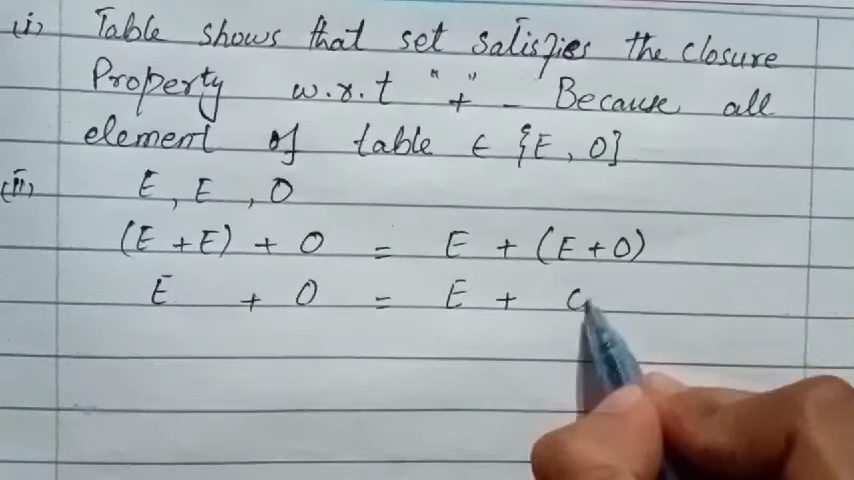 (i) Table shows that set satisfies the closure
Property w.r.t "+" - Because all
element of table ∈ {E, O}
(ii) E, E, O
(E + E) + O = E + (E + O)
E + O = E +